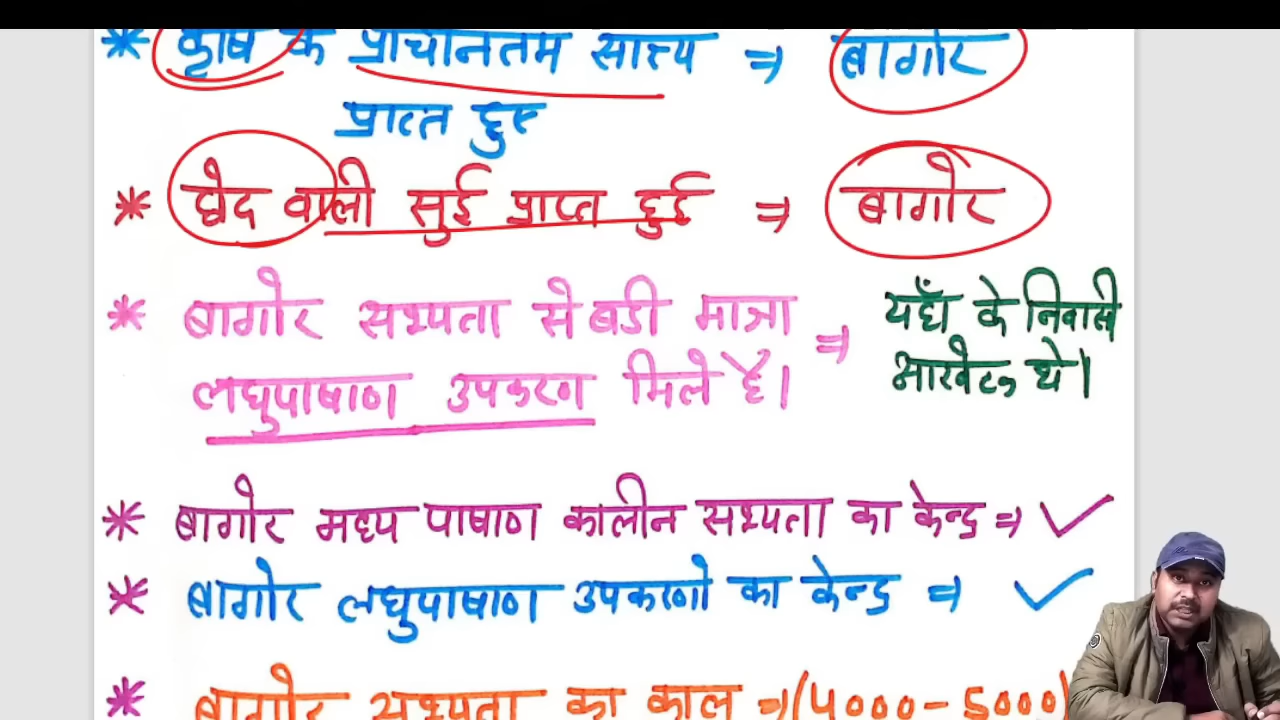 * कृषि के प्राचीनतम साक्ष्य ⇒ बागोर
प्राप्त हुए
* छेद वाली सुई प्राप्त हुई ⇒ बागोर
* बागोर सभ्यता से बडी मात्रा ⇒ यहाँ के निवासी
लघुपाषाण उपकरण मिले है। आखेटक थे।
* बागोर मध्य पाषाण कालीन सभ्यता का केन्द्र ⇒ ✓
* बागोर लघुपाषाण उपकरणो का केन्द्र ⇒ ✓
* बागोर सभ्यता का काल ⇒ (4000 - 5000)